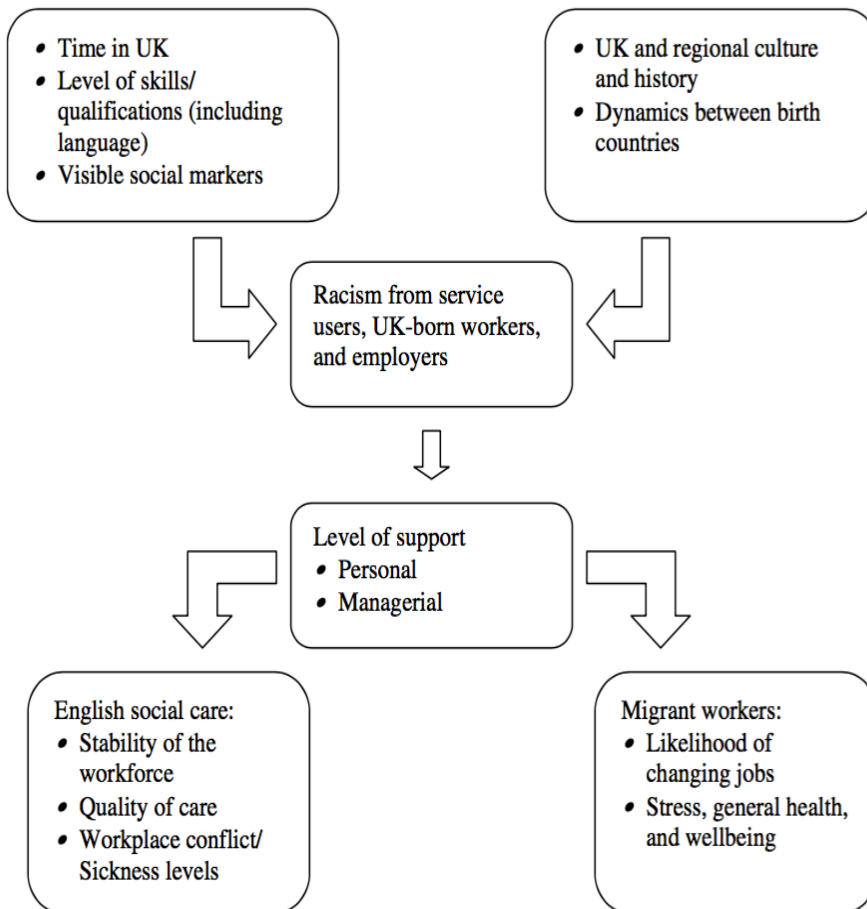 • Time in UK
• Level of skills/
qualifications (including
language)
• Visible social markers
• UK and regional culture
and history
• Dynamics between birth
countries
Racism from service
users, UK-born workers,
and employers
Level of support
• Personal
• Managerial
English social care:
• Stability of the
workforce
• Quality of care
• Workplace conflict/
Sickness levels
Migrant workers:
• Likelihood of
changing jobs
• Stress, general health,
and wellbeing